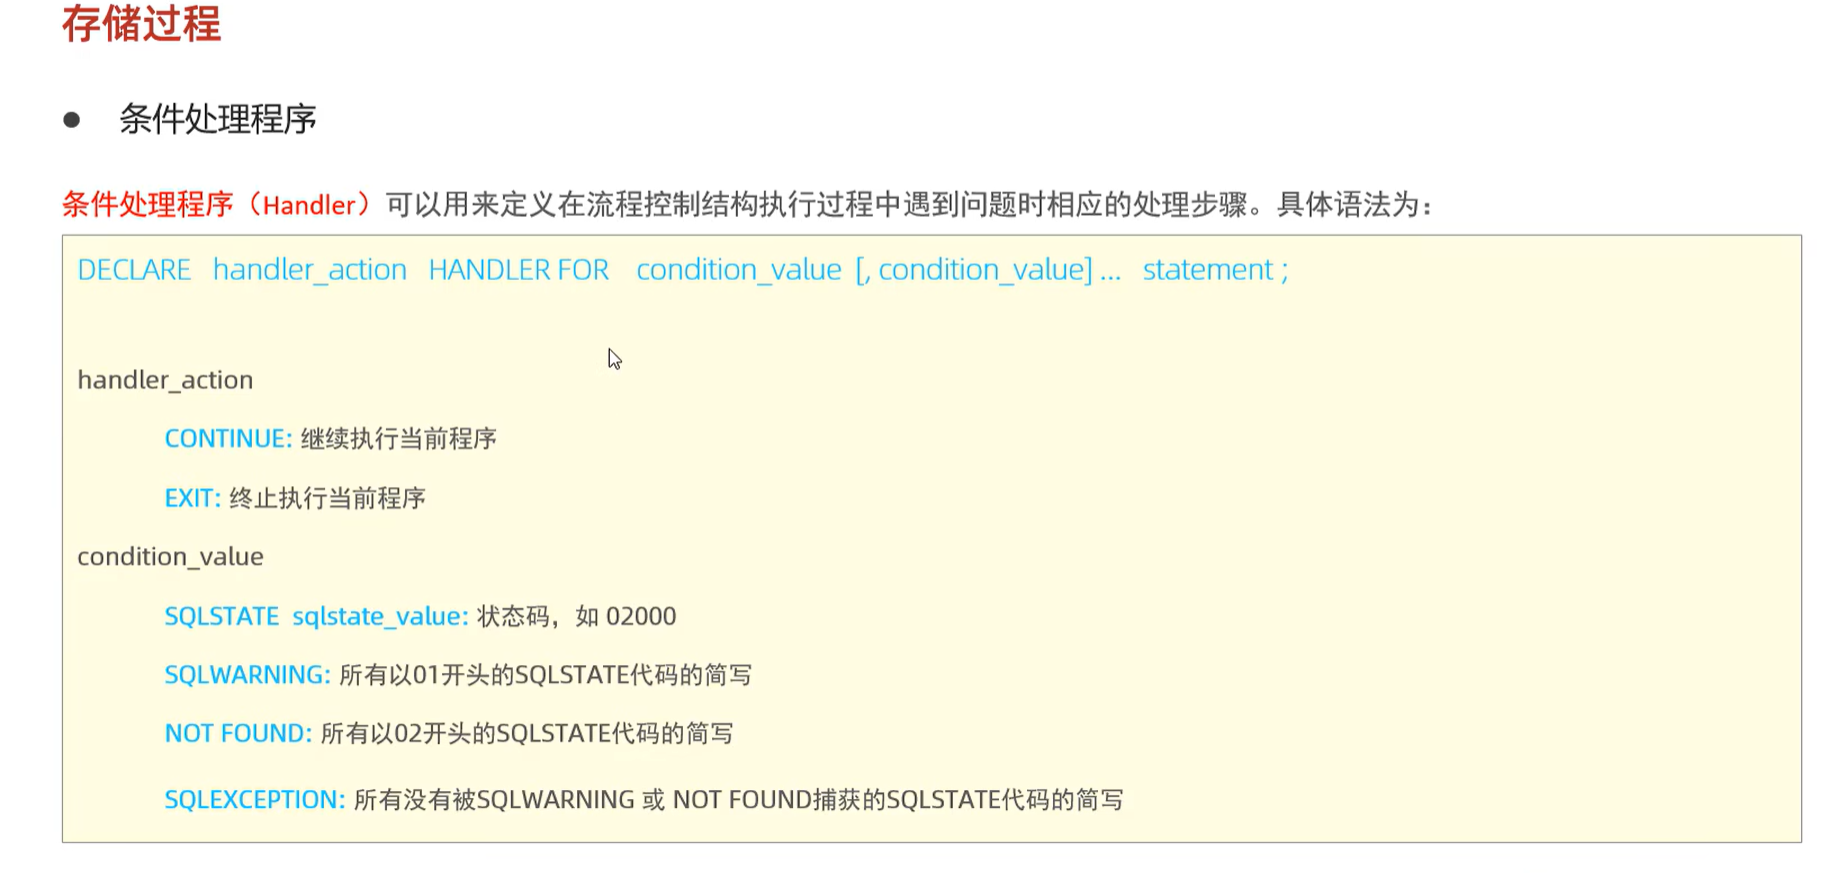 存储过程
● 条件处理程序
条件处理程序（Handler）可以用来定义在流程控制结构执行过程中遇到问题时相应的处理步骤。具体语法为：
DECLARE handler_action HANDLER FOR condition_value [, condition_value] ... statement ;
handler_action
CONTINUE: 继续执行当前程序
EXIT: 终止执行当前程序
condition_value
SQLSTATE sqlstate_value: 状态码，如 02000
SQLWARNING: 所有以01开头的SQLSTATE代码的简写
NOT FOUND: 所有以02开头的SQLSTATE代码的简写
SQLEXCEPTION: 所有没有被SQLWARNING 或 NOT FOUND捕获的SQLSTATE代码的简写